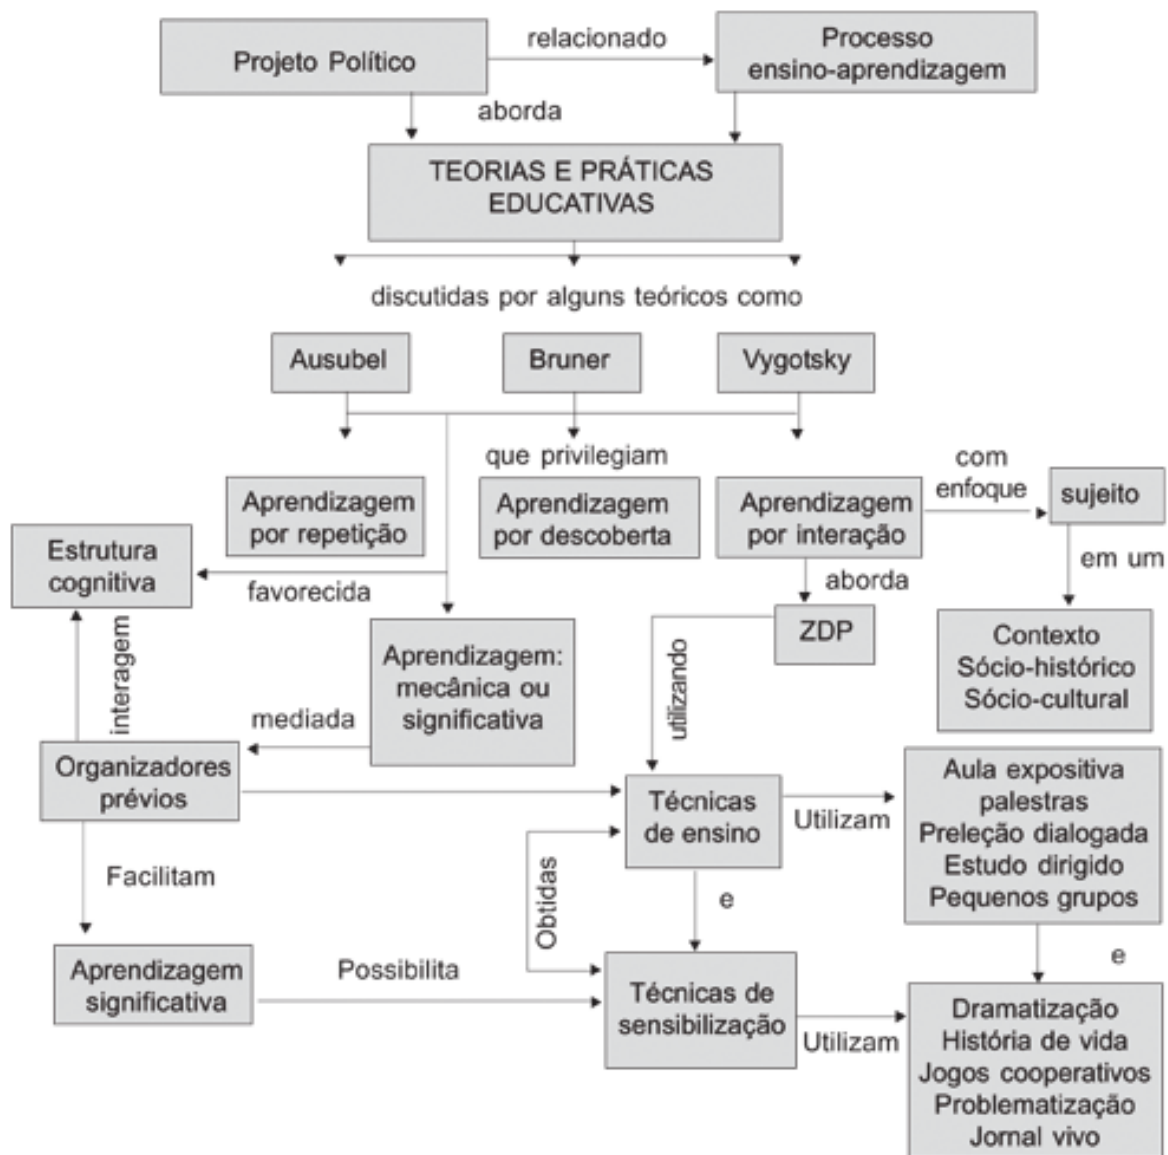 Projeto Político
relacionado
Processo
ensino-aprendizagem
aborda
TEORIAS E PRÁTICAS
EDUCATIVAS
discutidas por alguns teóricos como
Ausubel
Bruner
Vygotsky
que privilegiam
Aprendizagem
por repetição
Aprendizagem
por descoberta
Aprendizagem
por interação
com
enfoque
sujeito
em um
Contexto
Sócio-histórico
Sócio-cultural
Estrutura
cognitiva
favorecida
aborda
ZDP
interagem
Aprendizagem:
mecânica ou
significativa
utilizando
mediada
Organizadores
prévios
Técnicas
de ensino
Utilizam
Aula expositiva
palestras
Preleção dialogada
Estudo dirigido
Pequenos grupos
Facilitam
Obtidas
e
e
Aprendizagem
significativa
Possibilita
Técnicas de
sensibilização
Utilizam
Dramatização
História de vida
Jogos cooperativos
Problematização
Jornal vivo